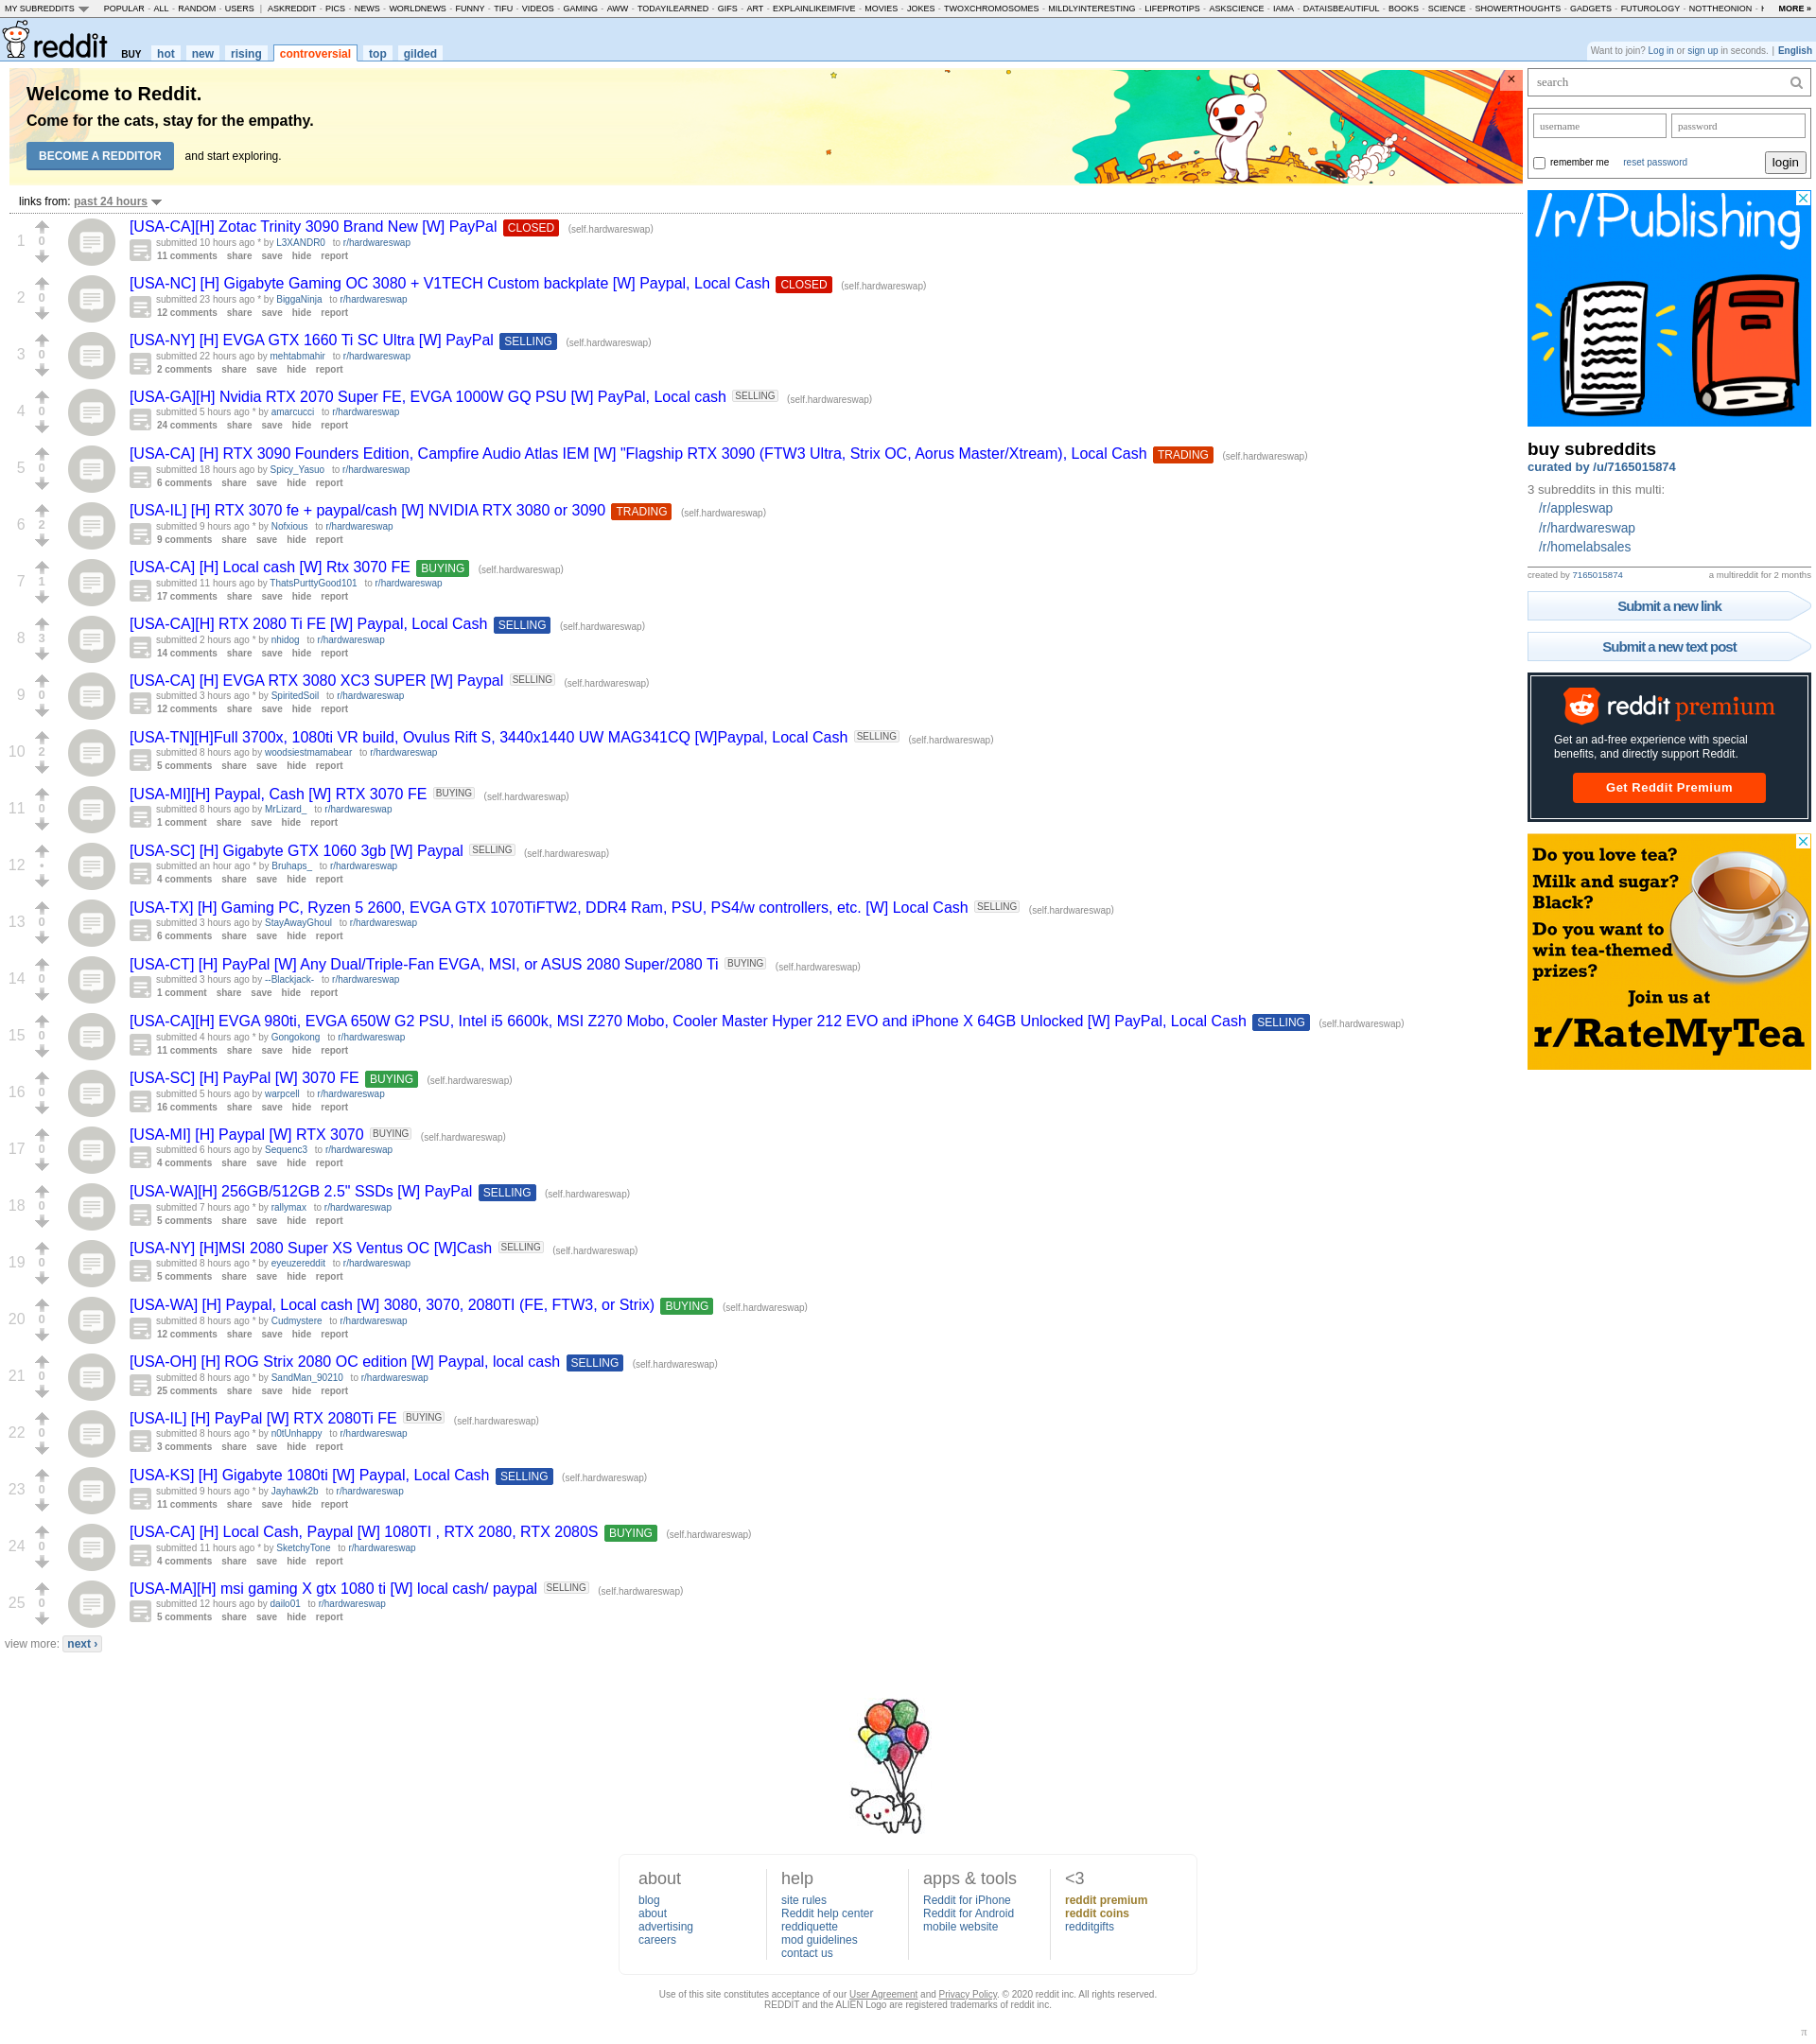 MY SUBREDDITS POPULAR - ALL - RANDOM - USERS | ASKREDDIT - PICS - NEWS - WORLDNEWS - FUNNY - TIFU - VIDEOS - GAMING - AWW - TODAYILEARNED - GIFS - ART - EXPLAINLIKEIMFIVE - MOVIES - JOKES - TWOXCHROMOSOMES - MILDLYINTERESTING - LIFEPROTIPS - ASKSCIENCE - IAMA - DATAISBEAUTIFUL - BOOKS - SCIENCE - SHOWERTHOUGHTS - GADGETS - FUTUROLOGY - NOTTHEONION - MORE »
reddit BUY hot new rising controversial top gilded
Want to join? Log in or sign up in seconds. | English
Welcome to Reddit.
Come for the cats, stay for the empathy.
BECOME A REDDITOR and start exploring.
links from: past 24 hours
1 0 [USA-CA][H] Zotac Trinity 3090 Brand New [W] PayPal CLOSED (self.hardwareswap)
submitted 10 hours ago * by L3XANDR0 to r/hardwareswap
11 comments share save hide report
2 0 [USA-NC] [H] Gigabyte Gaming OC 3080 + V1TECH Custom backplate [W] Paypal, Local Cash CLOSED (self.hardwareswap)
submitted 23 hours ago * by BiggaNinja to r/hardwareswap
12 comments share save hide report
3 0 [USA-NY] [H] EVGA GTX 1660 Ti SC Ultra [W] PayPal SELLING (self.hardwareswap)
submitted 22 hours ago by mehtabmahir to r/hardwareswap
2 comments share save hide report
4 0 [USA-GA][H] Nvidia RTX 2070 Super FE, EVGA 1000W GQ PSU [W] PayPal, Local cash SELLING (self.hardwareswap)
submitted 5 hours ago * by amarcucci to r/hardwareswap
24 comments share save hide report
5 0 [USA-CA] [H] RTX 3090 Founders Edition, Campfire Audio Atlas IEM [W] "Flagship RTX 3090 (FTW3 Ultra, Strix OC, Aorus Master/Xtream), Local Cash TRADING (self.hardwareswap)
submitted 18 hours ago by Spicy_Yasuo to r/hardwareswap
6 comments share save hide report
6 2 [USA-IL] [H] RTX 3070 fe + paypal/cash [W] NVIDIA RTX 3080 or 3090 TRADING (self.hardwareswap)
submitted 9 hours ago * by Nofxious to r/hardwareswap
9 comments share save hide report
7 1 [USA-CA] [H] Local cash [W] Rtx 3070 FE BUYING (self.hardwareswap)
submitted 11 hours ago by ThatsPurttyGood101 to r/hardwareswap
17 comments share save hide report
8 3 [USA-CA][H] RTX 2080 Ti FE [W] Paypal, Local Cash SELLING (self.hardwareswap)
submitted 2 hours ago * by nhidog to r/hardwareswap
14 comments share save hide report
9 0 [USA-CA] [H] EVGA RTX 3080 XC3 SUPER [W] Paypal SELLING (self.hardwareswap)
submitted 3 hours ago * by SpiritedSoil to r/hardwareswap
12 comments share save hide report
10 2 [USA-TN][H]Full 3700x, 1080ti VR build, Ovulus Rift S, 3440x1440 UW MAG341CQ [W]Paypal, Local Cash SELLING (self.hardwareswap)
submitted 8 hours ago by woodsiestmamabear to r/hardwareswap
5 comments share save hide report
11 0 [USA-MI][H] Paypal, Cash [W] RTX 3070 FE BUYING (self.hardwareswap)
submitted 8 hours ago by MrLizard_ to r/hardwareswap
1 comment share save hide report
12 • [USA-SC] [H] Gigabyte GTX 1060 3gb [W] Paypal SELLING (self.hardwareswap)
submitted an hour ago * by Bruhaps_ to r/hardwareswap
4 comments share save hide report
13 0 [USA-TX] [H] Gaming PC, Ryzen 5 2600, EVGA GTX 1070TiFTW2, DDR4 Ram, PSU, PS4/w controllers, etc. [W] Local Cash SELLING (self.hardwareswap)
submitted 3 hours ago by StayAwayGhoul to r/hardwareswap
6 comments share save hide report
14 0 [USA-CT] [H] PayPal [W] Any Dual/Triple-Fan EVGA, MSI, or ASUS 2080 Super/2080 Ti BUYING (self.hardwareswap)
submitted 3 hours ago by --Blackjack- to r/hardwareswap
1 comment share save hide report
15 0 [USA-CA][H] EVGA 980ti, EVGA 650W G2 PSU, Intel i5 6600k, MSI Z270 Mobo, Cooler Master Hyper 212 EVO and iPhone X 64GB Unlocked [W] PayPal, Local Cash SELLING (self.hardwareswap)
submitted 4 hours ago * by Gongokong to r/hardwareswap
11 comments share save hide report
16 0 [USA-SC] [H] PayPal [W] 3070 FE BUYING (self.hardwareswap)
submitted 5 hours ago by warpcell to r/hardwareswap
16 comments share save hide report
17 0 [USA-MI] [H] Paypal [W] RTX 3070 BUYING (self.hardwareswap)
submitted 6 hours ago by Sequenc3 to r/hardwareswap
4 comments share save hide report
18 0 [USA-WA][H] 256GB/512GB 2.5" SSDs [W] PayPal SELLING (self.hardwareswap)
submitted 7 hours ago * by rallymax to r/hardwareswap
5 comments share save hide report
19 0 [USA-NY] [H]MSI 2080 Super XS Ventus OC [W]Cash SELLING (self.hardwareswap)
submitted 8 hours ago * by eyeuzereddit to r/hardwareswap
5 comments share save hide report
20 0 [USA-WA] [H] Paypal, Local cash [W] 3080, 3070, 2080TI (FE, FTW3, or Strix) BUYING (self.hardwareswap)
submitted 8 hours ago * by Cudmystere to r/hardwareswap
12 comments share save hide report
21 0 [USA-OH] [H] ROG Strix 2080 OC edition [W] Paypal, local cash SELLING (self.hardwareswap)
submitted 8 hours ago * by SandMan_90210 to r/hardwareswap
25 comments share save hide report
22 0 [USA-IL] [H] PayPal [W] RTX 2080Ti FE BUYING (self.hardwareswap)
submitted 8 hours ago * by n0tUnhappy to r/hardwareswap
3 comments share save hide report
23 0 [USA-KS] [H] Gigabyte 1080ti [W] Paypal, Local Cash SELLING (self.hardwareswap)
submitted 9 hours ago * by Jayhawk2b to r/hardwareswap
11 comments share save hide report
24 0 [USA-CA] [H] Local Cash, Paypal [W] 1080TI , RTX 2080, RTX 2080S BUYING (self.hardwareswap)
submitted 11 hours ago * by SketchyTone to r/hardwareswap
4 comments share save hide report
25 0 [USA-MA][H] msi gaming X gtx 1080 ti [W] local cash/ paypal SELLING (self.hardwareswap)
submitted 12 hours ago by dailo01 to r/hardwareswap
5 comments share save hide report
view more: next ›
search
username password
remember me reset password login
/r/Publishing
buy subreddits
curated by /u/7165015874
3 subreddits in this multi:
/r/appleswap
/r/hardwareswap
/r/homelabsales
created by 7165015874 a multireddit for 2 months
Submit a new link
Submit a new text post
reddit premium
Get an ad-free experience with special
benefits, and directly support Reddit.
Get Reddit Premium
Do you love tea?
Milk and sugar?
Black?
Do you want to
win tea-themed
prizes?
Join us at
r/RateMyTea
about
blog
about
advertising
careers
help
site rules
Reddit help center
reddiquette
mod guidelines
contact us
apps & tools
Reddit for iPhone
Reddit for Android
mobile website
<3
reddit premium
reddit coins
redditgifts
Use of this site constitutes acceptance of our User Agreement and Privacy Policy. © 2020 reddit inc. All rights reserved.
REDDIT and the ALIEN Logo are registered trademarks of reddit inc.
π